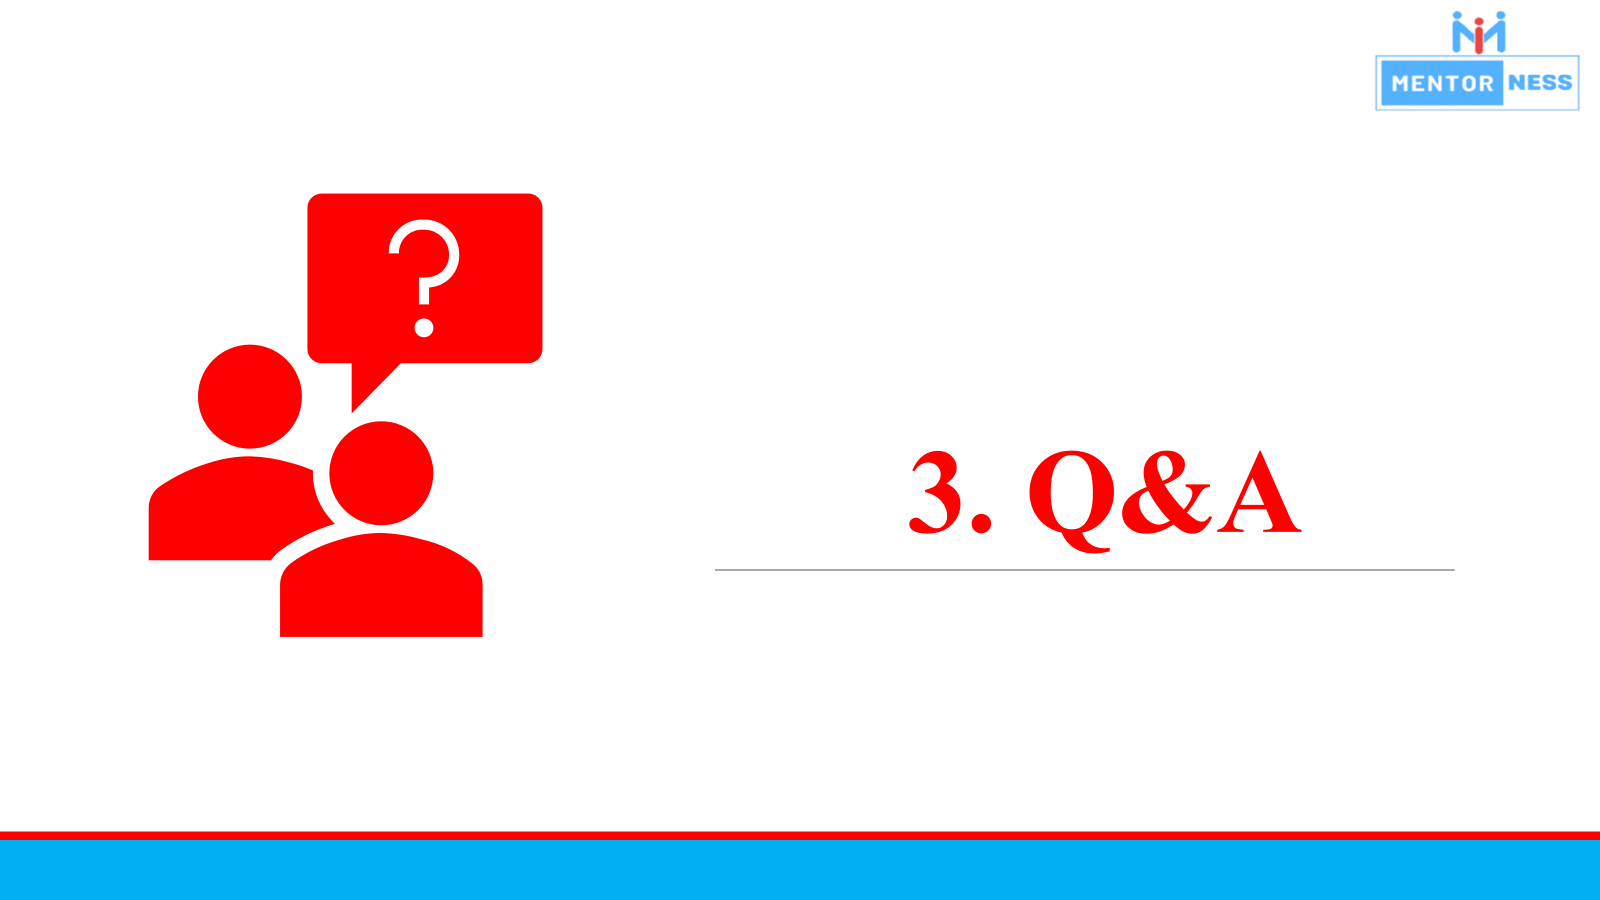 MENTOR NESS
?
3. Q&A